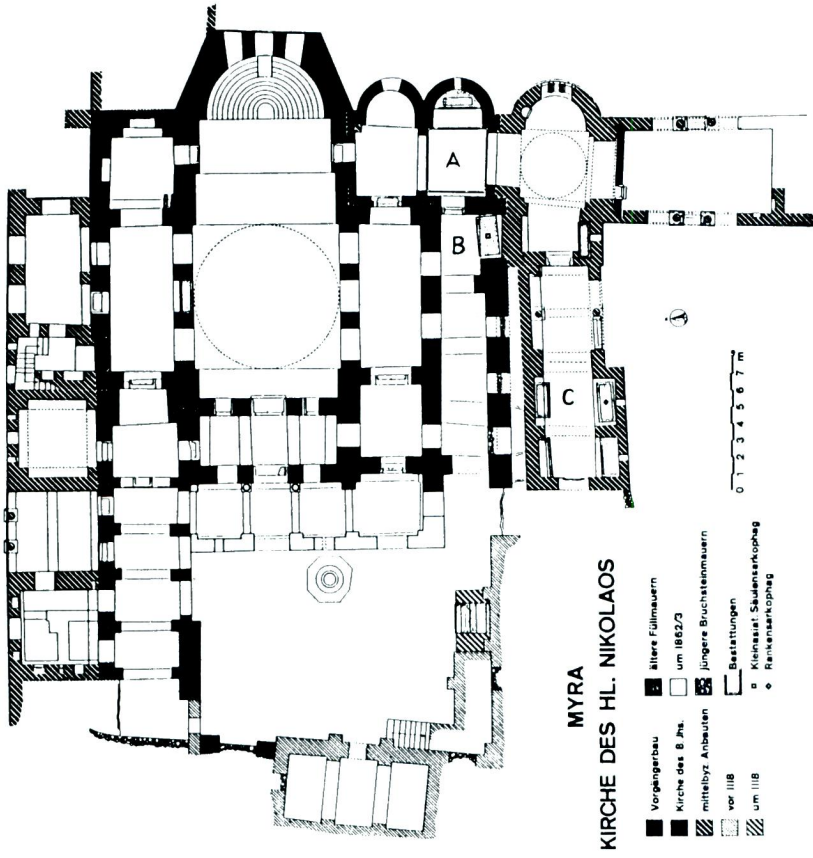 A
B
C
0 1 2 3 4 5 6 7 m
MYRA
KIRCHE DES HL. NIKOLAOS
Vorgängerbau
Kirche des 8. Jhs.
mittelbyz. Anbauten
vor 1118
um 1118
ältere Füllmauern
um 1862/3
jüngere Bruchsteinmauern
Bestattungen
Kleinasiat. Säulensarkophag
Rankensarkophag